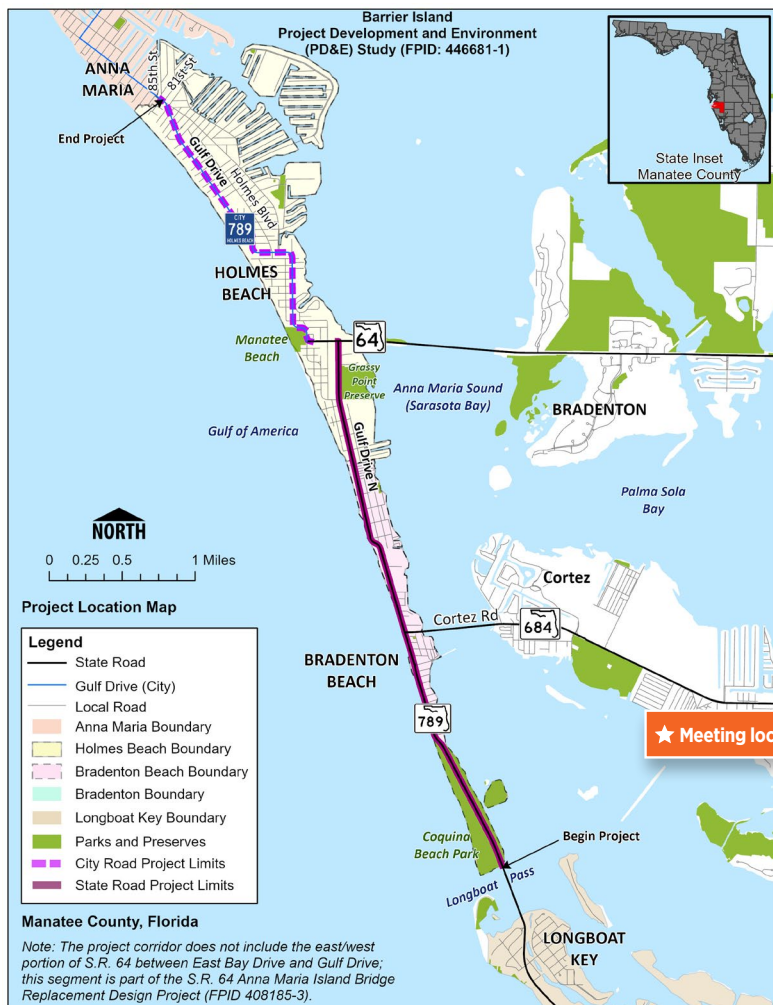 Barrier Island
Project Development and Environment
(PD&E) Study (FPID: 446681-1)
State Inset
Manatee County
ANNA
MARIA
85th St
81st St
End Project
Gulf Drive
Holmes Blvd
CITY
789
HOLMES BEACH
HOLMES
BEACH
Manatee
Beach
64
Grassy
Point
Preserve
Anna Maria Sound
(Sarasota Bay)
BRADENTON
Gulf of America
Gulf Drive N
Palma Sola
Bay
NORTH
0 0.25 0.5 1 Miles
Cortez
Cortez Rd
684
BRADENTON
BEACH
789
★ Meeting loc
Coquina
Beach Park
Begin Project
Longboat Pass
LONGBOAT
KEY
Project Location Map
Legend
State Road
Gulf Drive (City)
Local Road
Anna Maria Boundary
Holmes Beach Boundary
Bradenton Beach Boundary
Bradenton Boundary
Longboat Key Boundary
Parks and Preserves
City Road Project Limits
State Road Project Limits
Manatee County, Florida
Note: The project corridor does not include the east/west
portion of S.R. 64 between East Bay Drive and Gulf Drive;
this segment is part of the S.R. 64 Anna Maria Island Bridge
Replacement Design Project (FPID 408185-3).